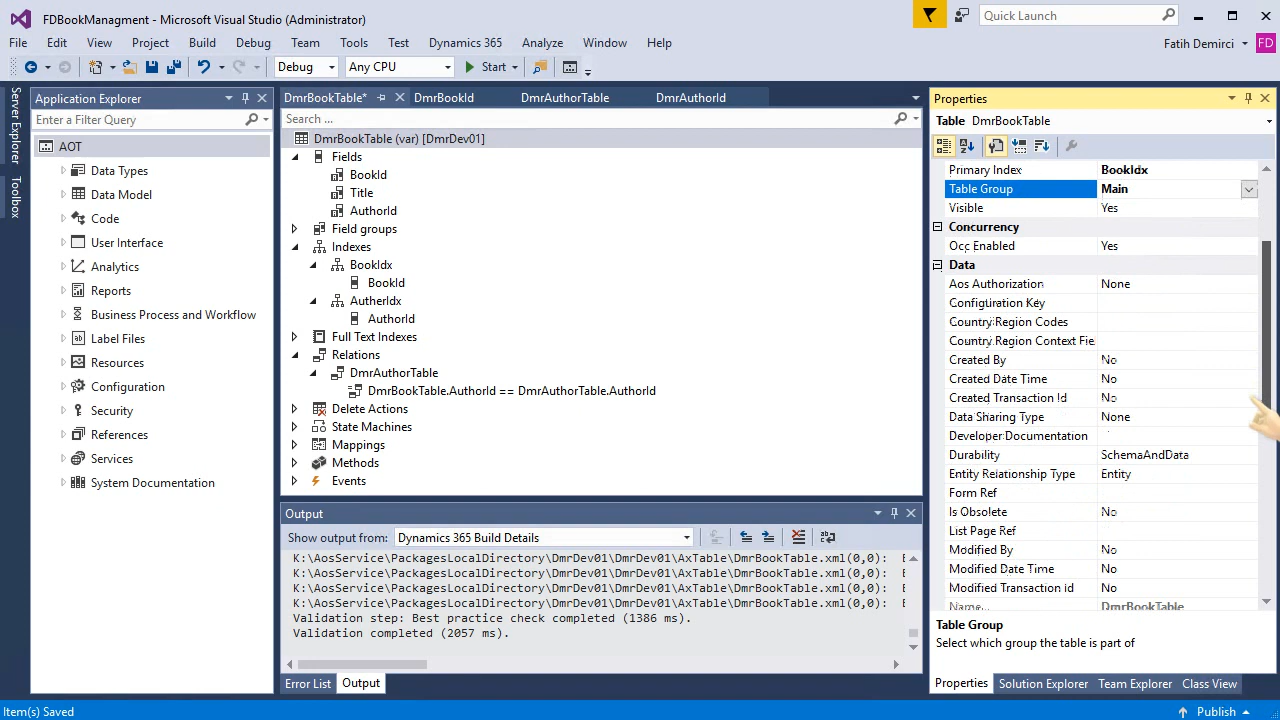 FDBookManagment - Microsoft Visual Studio (Administrator)
Quick Launch
File Edit View Project Build Debug Team Tools Test Dynamics 365 Analyze Window Help
Fatih Demirci
FD
Debug Any CPU Start
Server Explorer
Toolbox
Application Explorer
Enter a Filter Query
AOT
Data Types
Data Model
Code
User Interface
Analytics
Reports
Business Process and Workflow
Label Files
Resources
Configuration
Security
References
Services
System Documentation
DmrBookTable* DmrBookId DmrAuthorTable DmrAuthorId
Search ...
DmrBookTable (var) [DmrDev01]
Fields
BookId
Title
AuthorId
Field groups
Indexes
BookIdx
BookId
AutherIdx
AuthorId
Full Text Indexes
Relations
DmrAuthorTable
DmrBookTable.AuthorId == DmrAuthorTable.AuthorId
Delete Actions
State Machines
Mappings
Methods
Events
Output
Show output from: Dynamics 365 Build Details
K:\AosService\PackagesLocalDirectory\DmrDev01\DmrDev01\AxTable\DmrBookTable.xml(0,0):
K:\AosService\PackagesLocalDirectory\DmrDev01\DmrDev01\AxTable\DmrBookTable.xml(0,0):
K:\AosService\PackagesLocalDirectory\DmrDev01\DmrDev01\AxTable\DmrBookTable.xml(0,0):
K:\AosService\PackagesLocalDirectory\DmrDev01\DmrDev01\AxTable\DmrBookTable.xml(0,0):
Validation step: Best practice check completed (1386 ms).
Validation completed (2057 ms).
Error List Output
Properties
Table DmrBookTable
Primary Index BookIdx
Table Group Main
Visible Yes
Concurrency
Occ Enabled Yes
Data
Aos Authorization None
Configuration Key
Country Region Codes
Country Region Context Fie
Created By No
Created Date Time No
Created Transaction Id No
Data Sharing Type None
Developer Documentation
Durability SchemaAndData
Entity Relationship Type Entity
Form Ref
Is Obsolete No
List Page Ref
Modified By No
Modified Date Time No
Modified Transaction id No
Name DmrBookTable
Table Group
Select which group the table is part of
Properties Solution Explorer Team Explorer Class View
Item(s) Saved
Publish